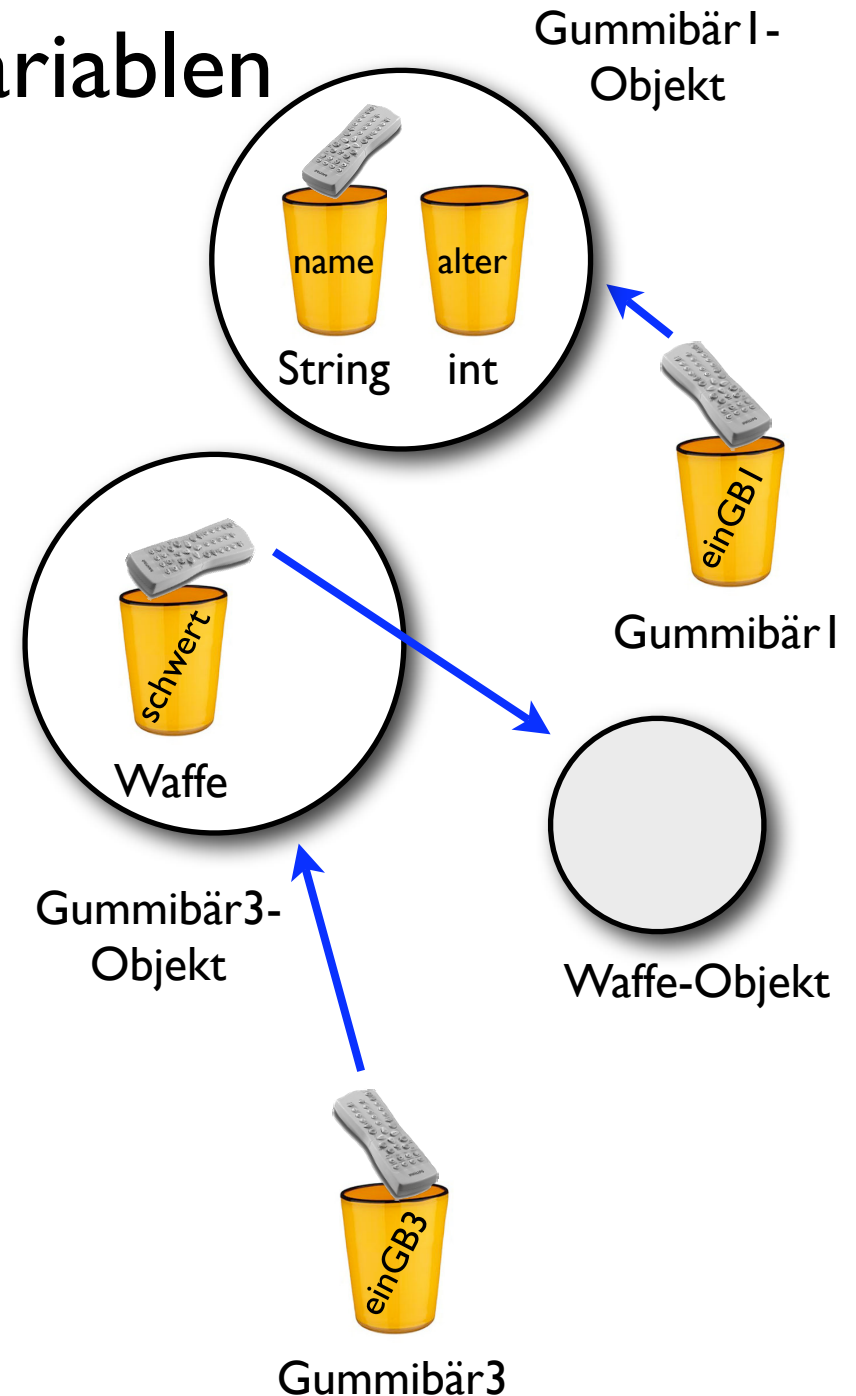 ariablen
Gummibär1-
Objekt
name
alter
String
int
einGB1
Gummibär1
schwert
Waffe
Gummibär3-
Objekt
Waffe-Objekt
einGB3
Gummibär3